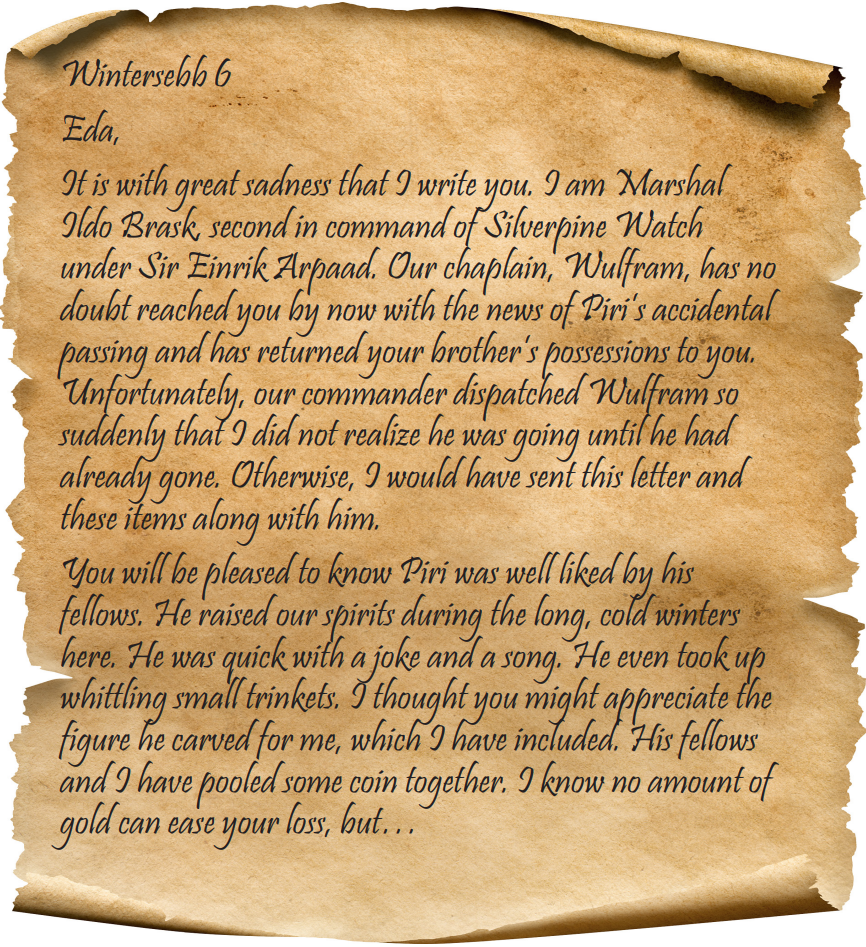 Wintersebb 6
Eda,
It is with great sadness that I write you. I am Marshal
Ildo Brask, second in command of Silverpine Watch
under Sir Einrik Arpaad. Our chaplain, Wulfram, has no
doubt reached you by now with the news of Piri's accidental
passing and has returned your brother's possessions to you.
Unfortunately, our commander dispatched Wulfram so
suddenly that I did not realize he was going until he had
already gone. Otherwise, I would have sent this letter and
these items along with him.
You will be pleased to know Piri was well liked by his
fellows. He raised our spirits during the long, cold winters
here. He was quick with a joke and a song. He even took up
whittling small trinkets. I thought you might appreciate the
figure he carved for me, which I have included. His fellows
and I have pooled some coin together. I know no amount of
gold can ease your loss, but...